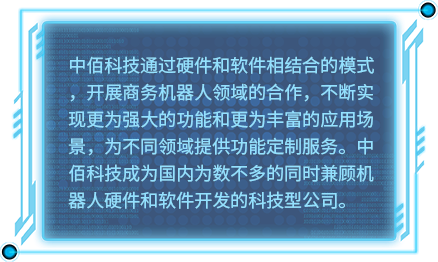 中佰科技通过硬件和软件相结合的模式
，开展商务机器人领域的合作，不断实
现更为强大的功能和更为丰富的应用场
景，为不同领域提供功能定制服务。中
佰科技成为国内为数不多的同时兼顾机
器人硬件和软件开发的科技型公司。